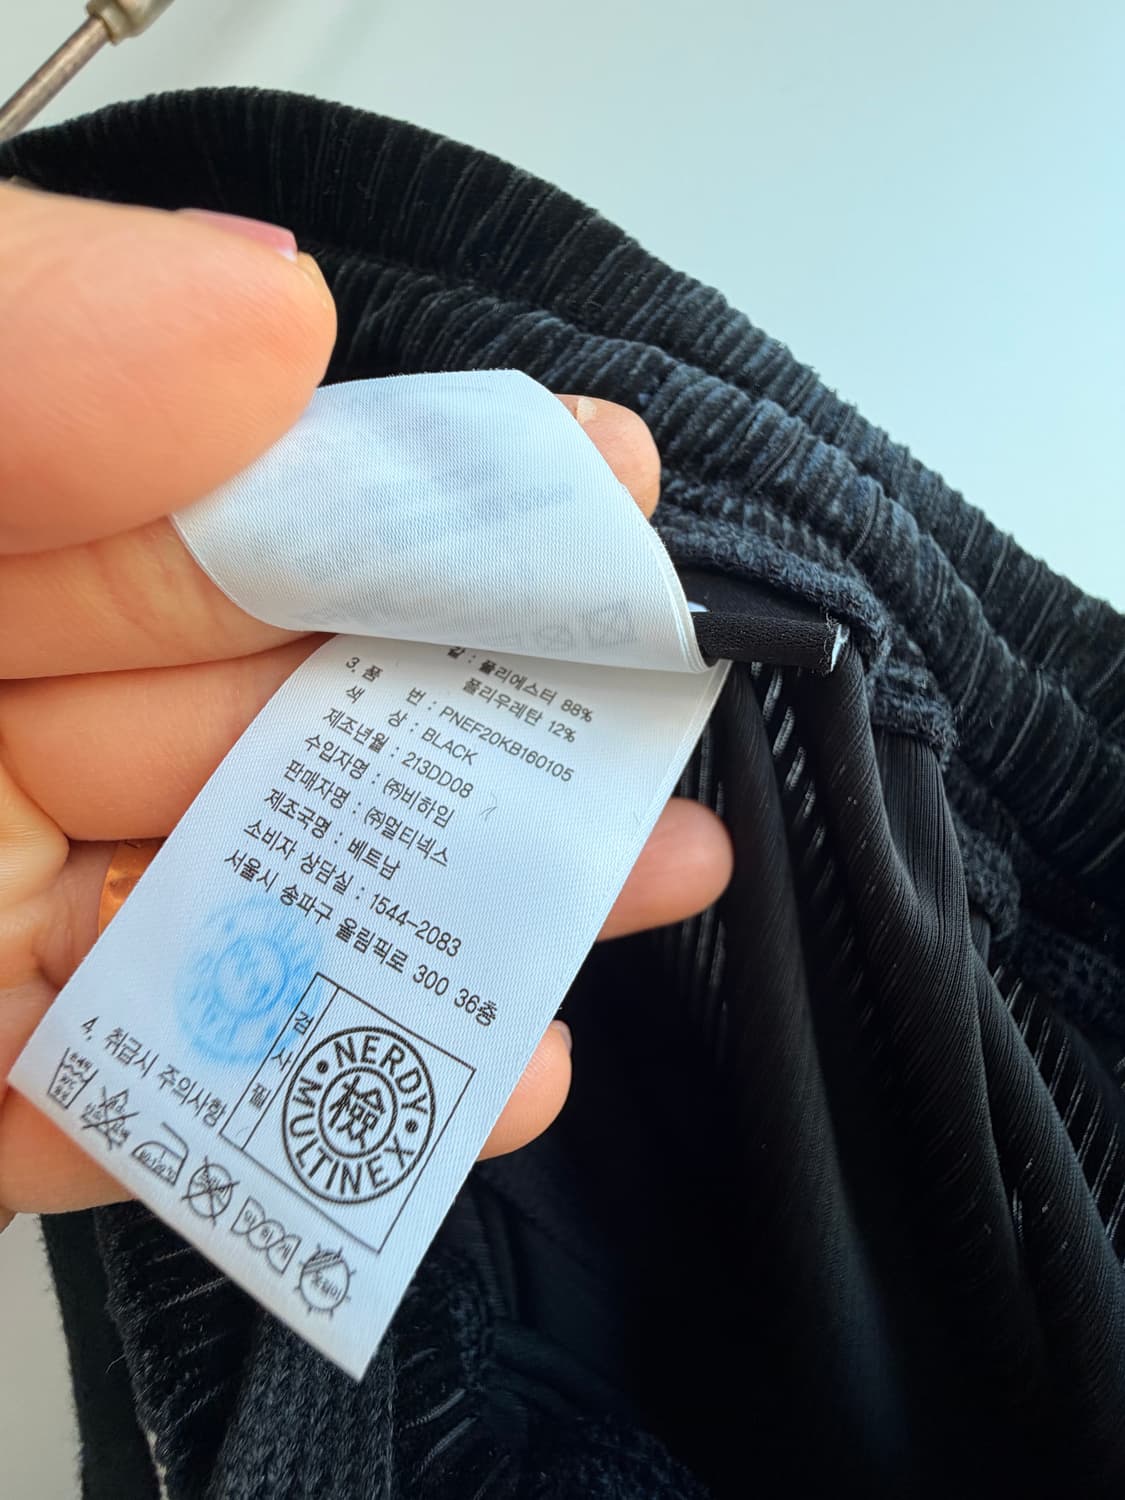 겉 : 폴리에스터 88%
폴리우레탄 12%
3. 품 번 : PNEF20KB160105
색 상 : BLACK
제조년월 : 213DD08
수입자명 : ㈜비하입
판매자명 : ㈜멀티넥스
제조국명 : 베트남
소비자 상담실 : 1544-2083
서울시 송파구 올림픽로 300 36층
4. 취급시 주의사항
검사필
NERDY
檢
MULTINEX